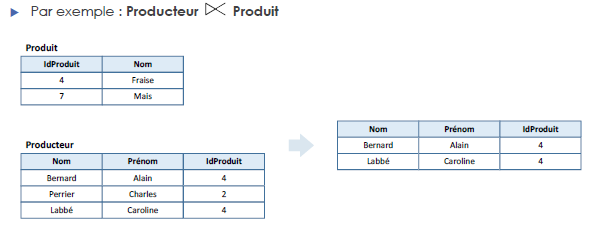 Par exemple : Producteur ⋉ Produit
Produit
IdProduit Nom
4 Fraise
7 Mais
Producteur
Nom Prénom IdProduit
Bernard Alain 4
Perrier Charles 2
Labbé Caroline 4
Nom Prénom IdProduit
Bernard Alain 4
Labbé Caroline 4